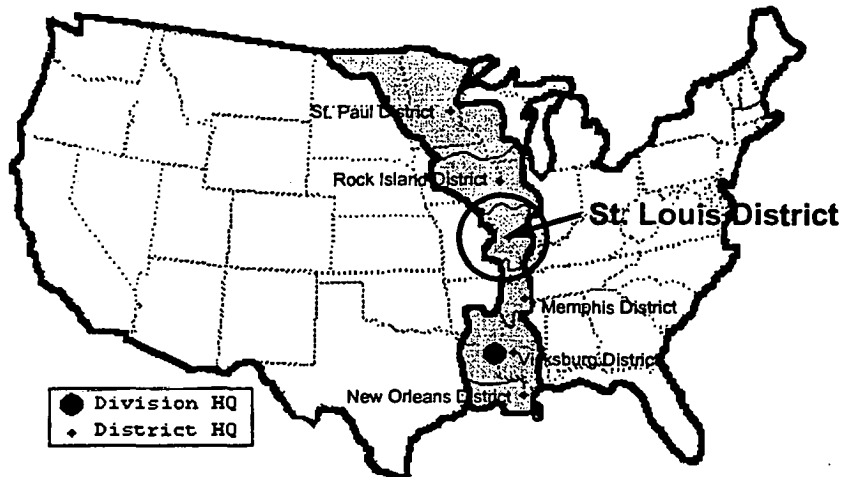 St. Paul District
Rock Island District
St. Louis District
Memphis District
Vicksburg District
New Orleans District
Division HQ
District HQ